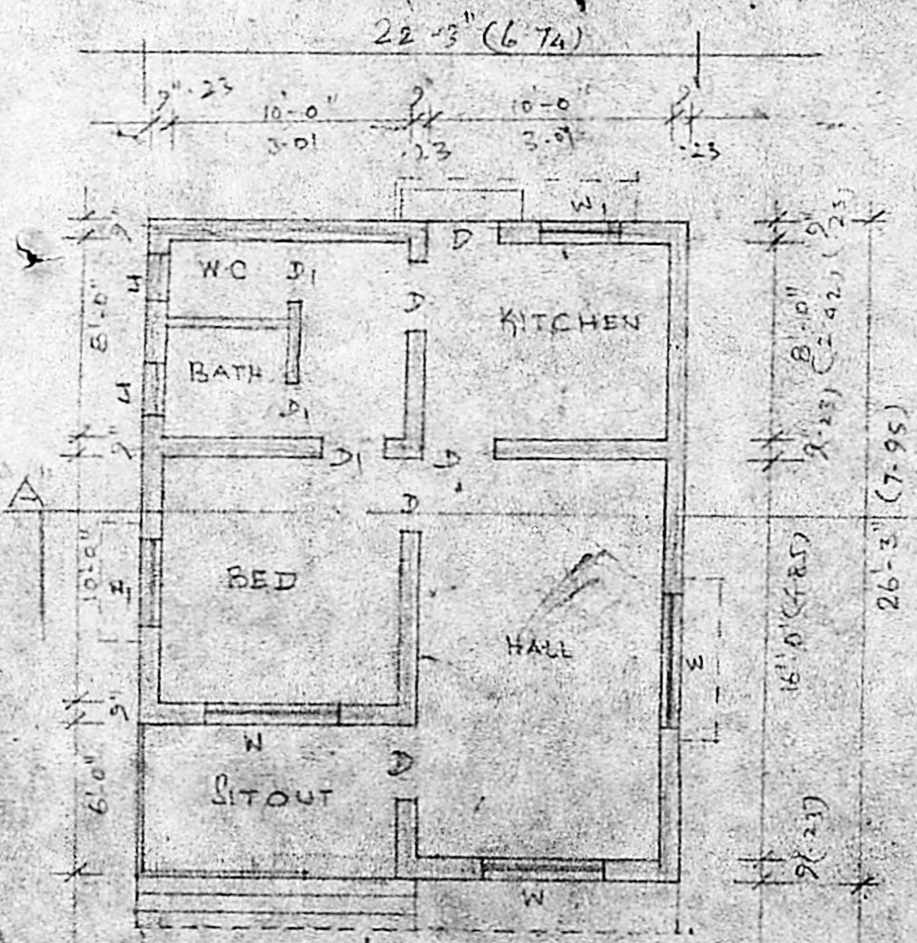 22'-3" (6.74)
9" .23 10'-0" 9" 10'-0" 9"
3.01 .23 3.01 .23
W1
9" D 9" (.23)
W.C D1
D
8'-0" KITCHEN 8'-0" (2.42)
BATH
D1
9" D1 D 9" (.23)
A D
26'-3" (7.95)
10'-0" BED
HALL 16'-0" (4.85)
W
9"
W
D
6'-0" SITOUT
9" (.23)
W